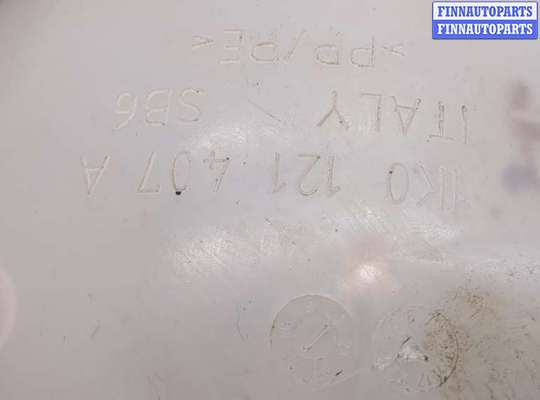 FINNAUTOPARTS
FINNAUTOPARTS
1K0 121 407 A
ITALY SB6
>PP/PE<